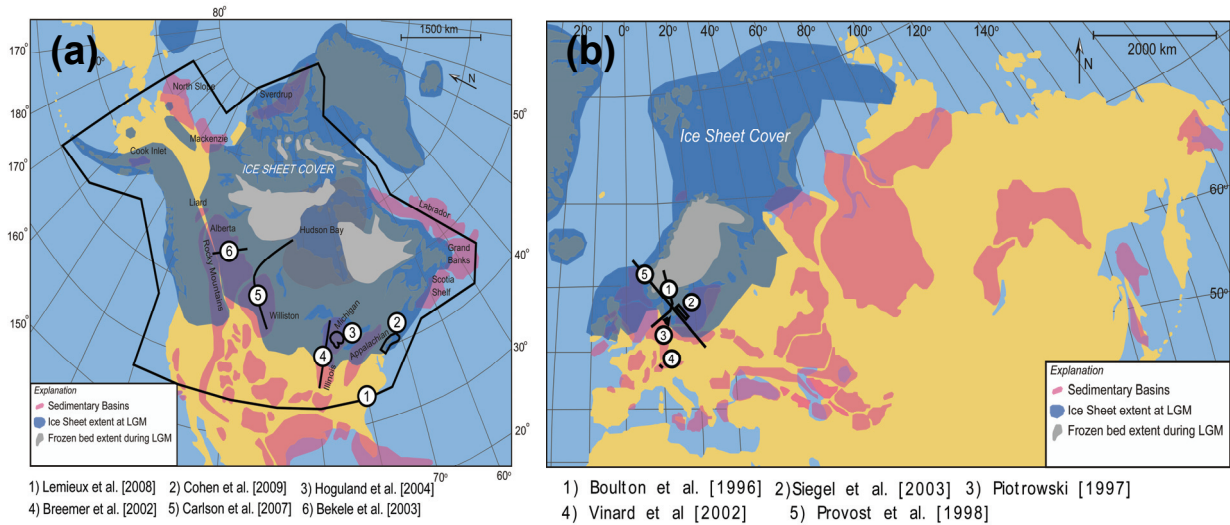 (a)
80°
1500 km
N
170°
180°
170°
160°
150°
50°
40°
30°
20°
70°
60°
North Slope
Sverdrup
Mackenzie
Cook Inlet
ICE SHEET COVER
Liard
Alberta
Hudson Bay
Labrador
Grand
Banks
Scotia
Shelf
Rocky Mountains
6
5
Williston
Michigan
2
3
Appalachian
4
Illinois
1
Explanation
Sedimentary Basins
Ice Sheet extent at LGM
Frozen bed extent during LGM
1) Lemieux et al. [2008] 2) Cohen et al. [2009] 3) Hoguland et al. [2004]
4) Breemer et al. [2002] 5) Carlson et al. [2007] 6) Bekele et al. [2003]
(b)
20° 0° 20° 40° 60° 80° 100° 120° 140°
2000 km
N
Ice Sheet Cover
60°
50°
5
1
2
3
4
Explanation
Sedimentary Basins
Ice Sheet extent at LGM
Frozen bed extent during LGM
1) Boulton et al. [1996] 2)Siegel et al. [2003] 3) Piotrowski [1997]
4) Vinard et al [2002] 5) Provost et al. [1998]